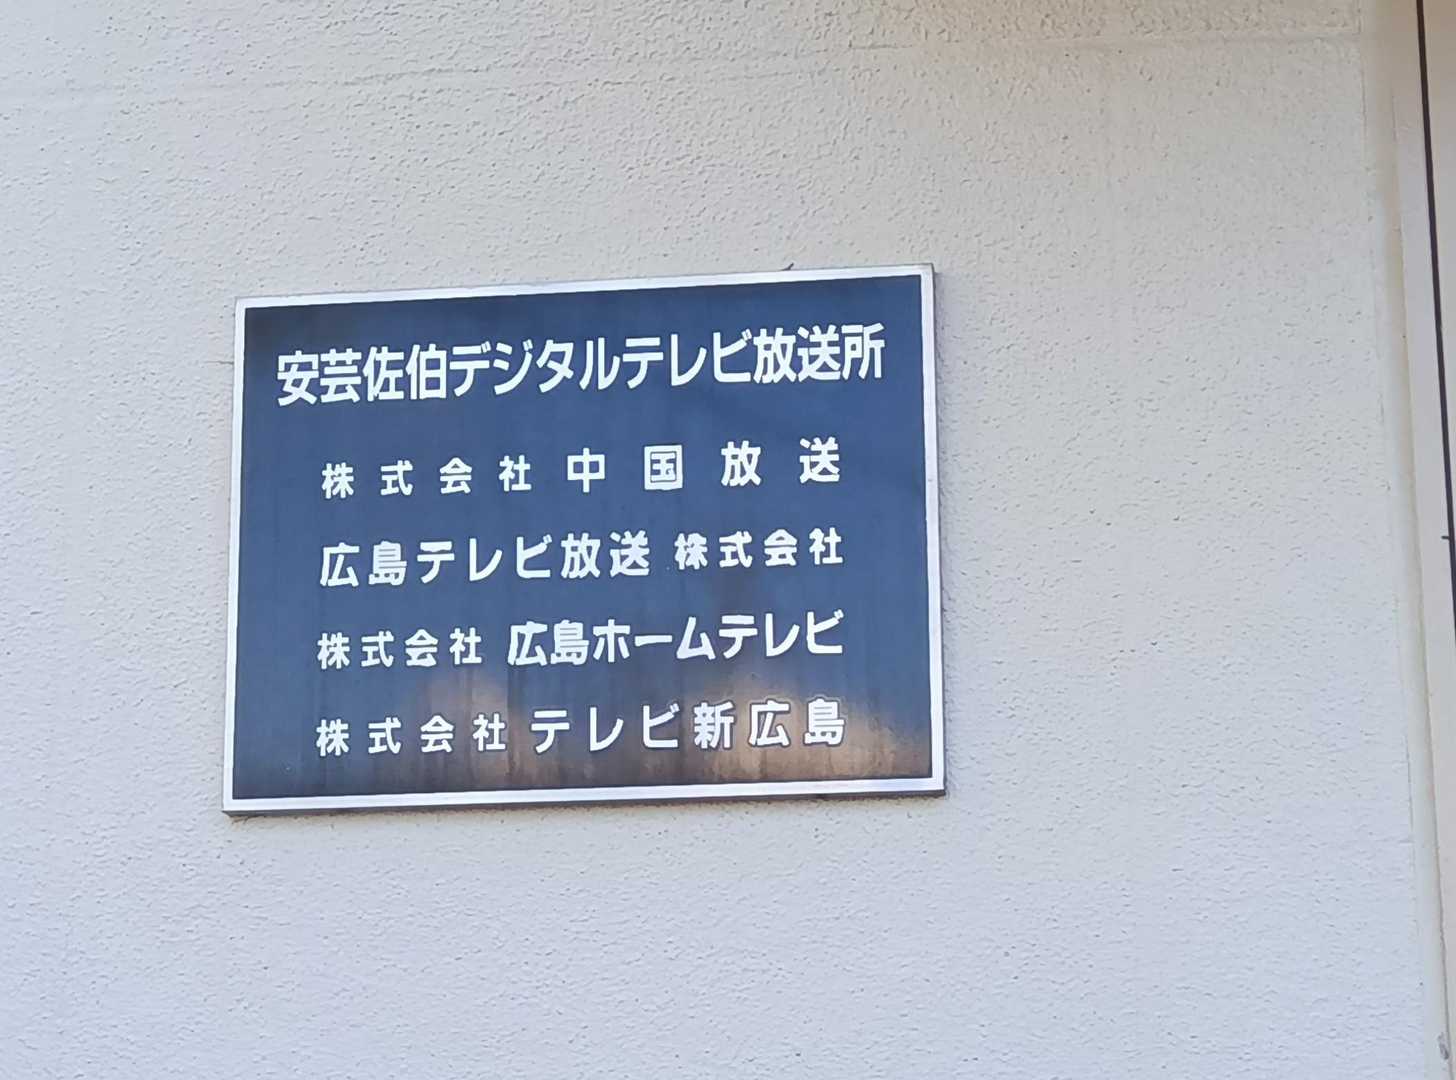 安芸佐伯デジタルテレビ放送所
株式会社中国放送
広島テレビ放送株式会社
株式会社広島ホームテレビ
株式会社テレビ新広島